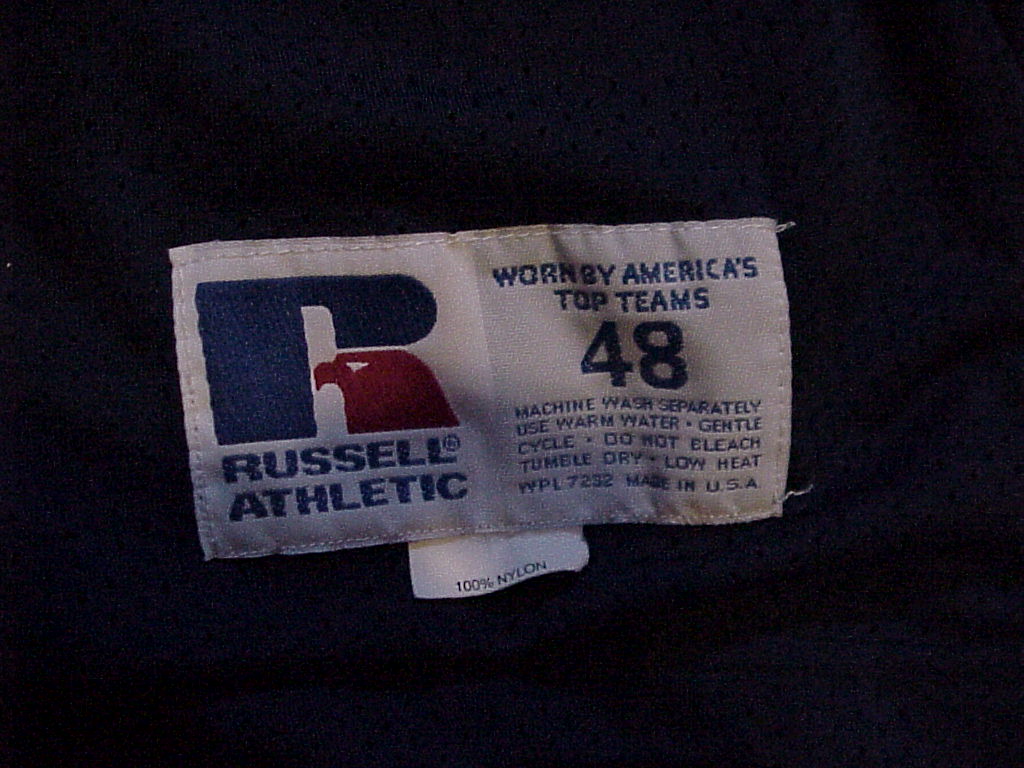 RUSSELL®
ATHLETIC
WORN BY AMERICA'S
TOP TEAMS
48
MACHINE WASH SEPARATELY
USE WARM WATER • GENTLE
CYCLE • DO NOT BLEACH
TUMBLE DRY • LOW HEAT
WPL 7232 MADE IN U.S.A
100% NYLON